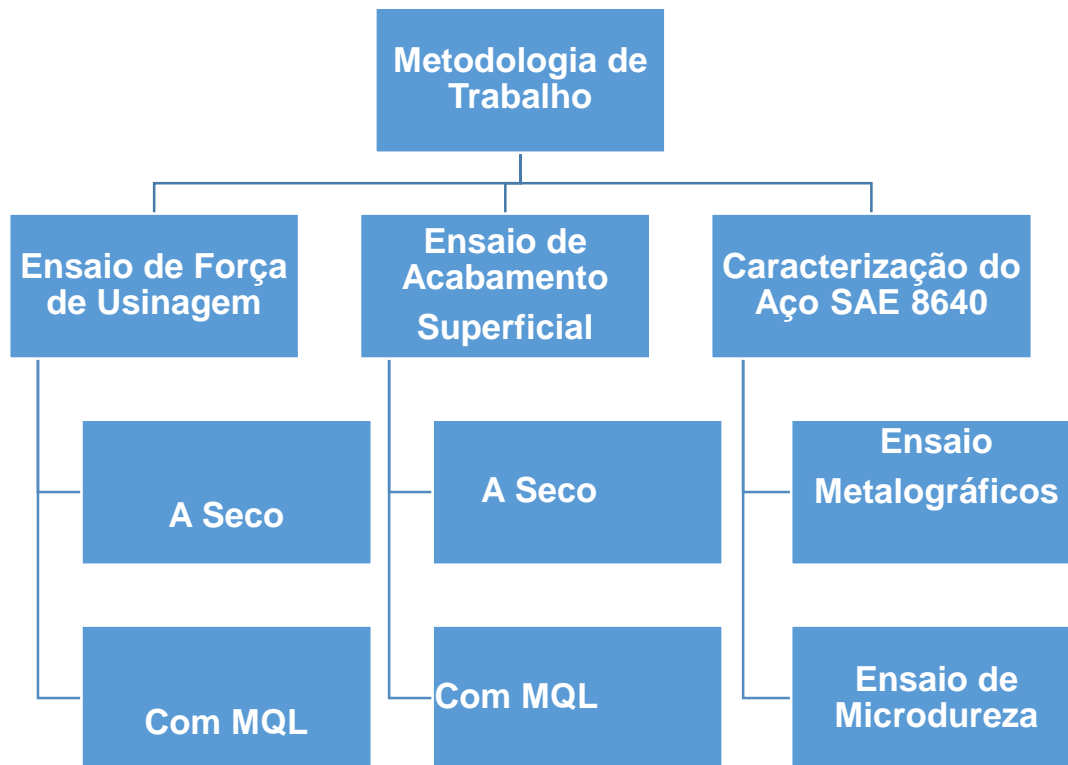 Metodologia de
Trabalho
Ensaio de Força
de Usinagem
Ensaio de
Acabamento
Superficial
Caracterização do
Aço SAE 8640
A Seco
A Seco
Ensaio
Metalográficos
Com MQL
Com MQL
Ensaio de
Microdureza